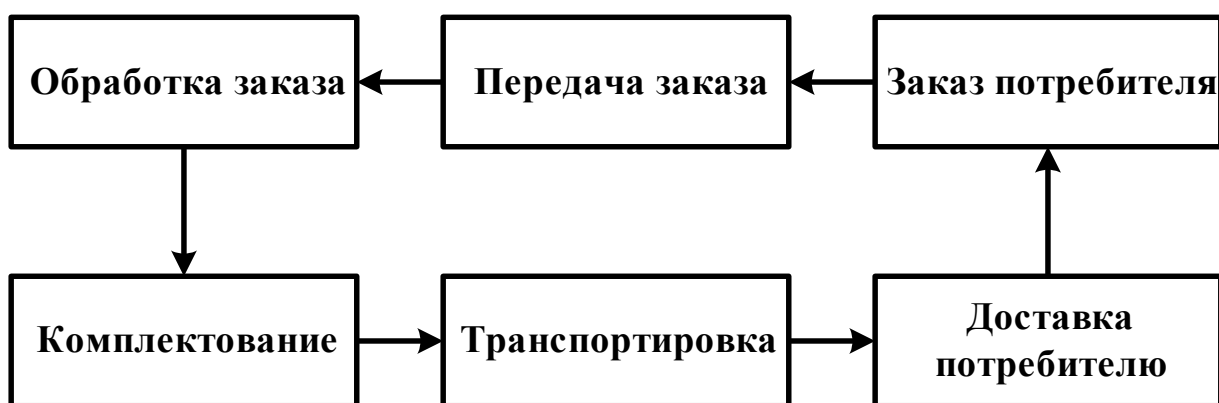 Обработка заказа
Передача заказа
Заказ потребителя
Комплектование
Транспортировка
Доставка
потребителю